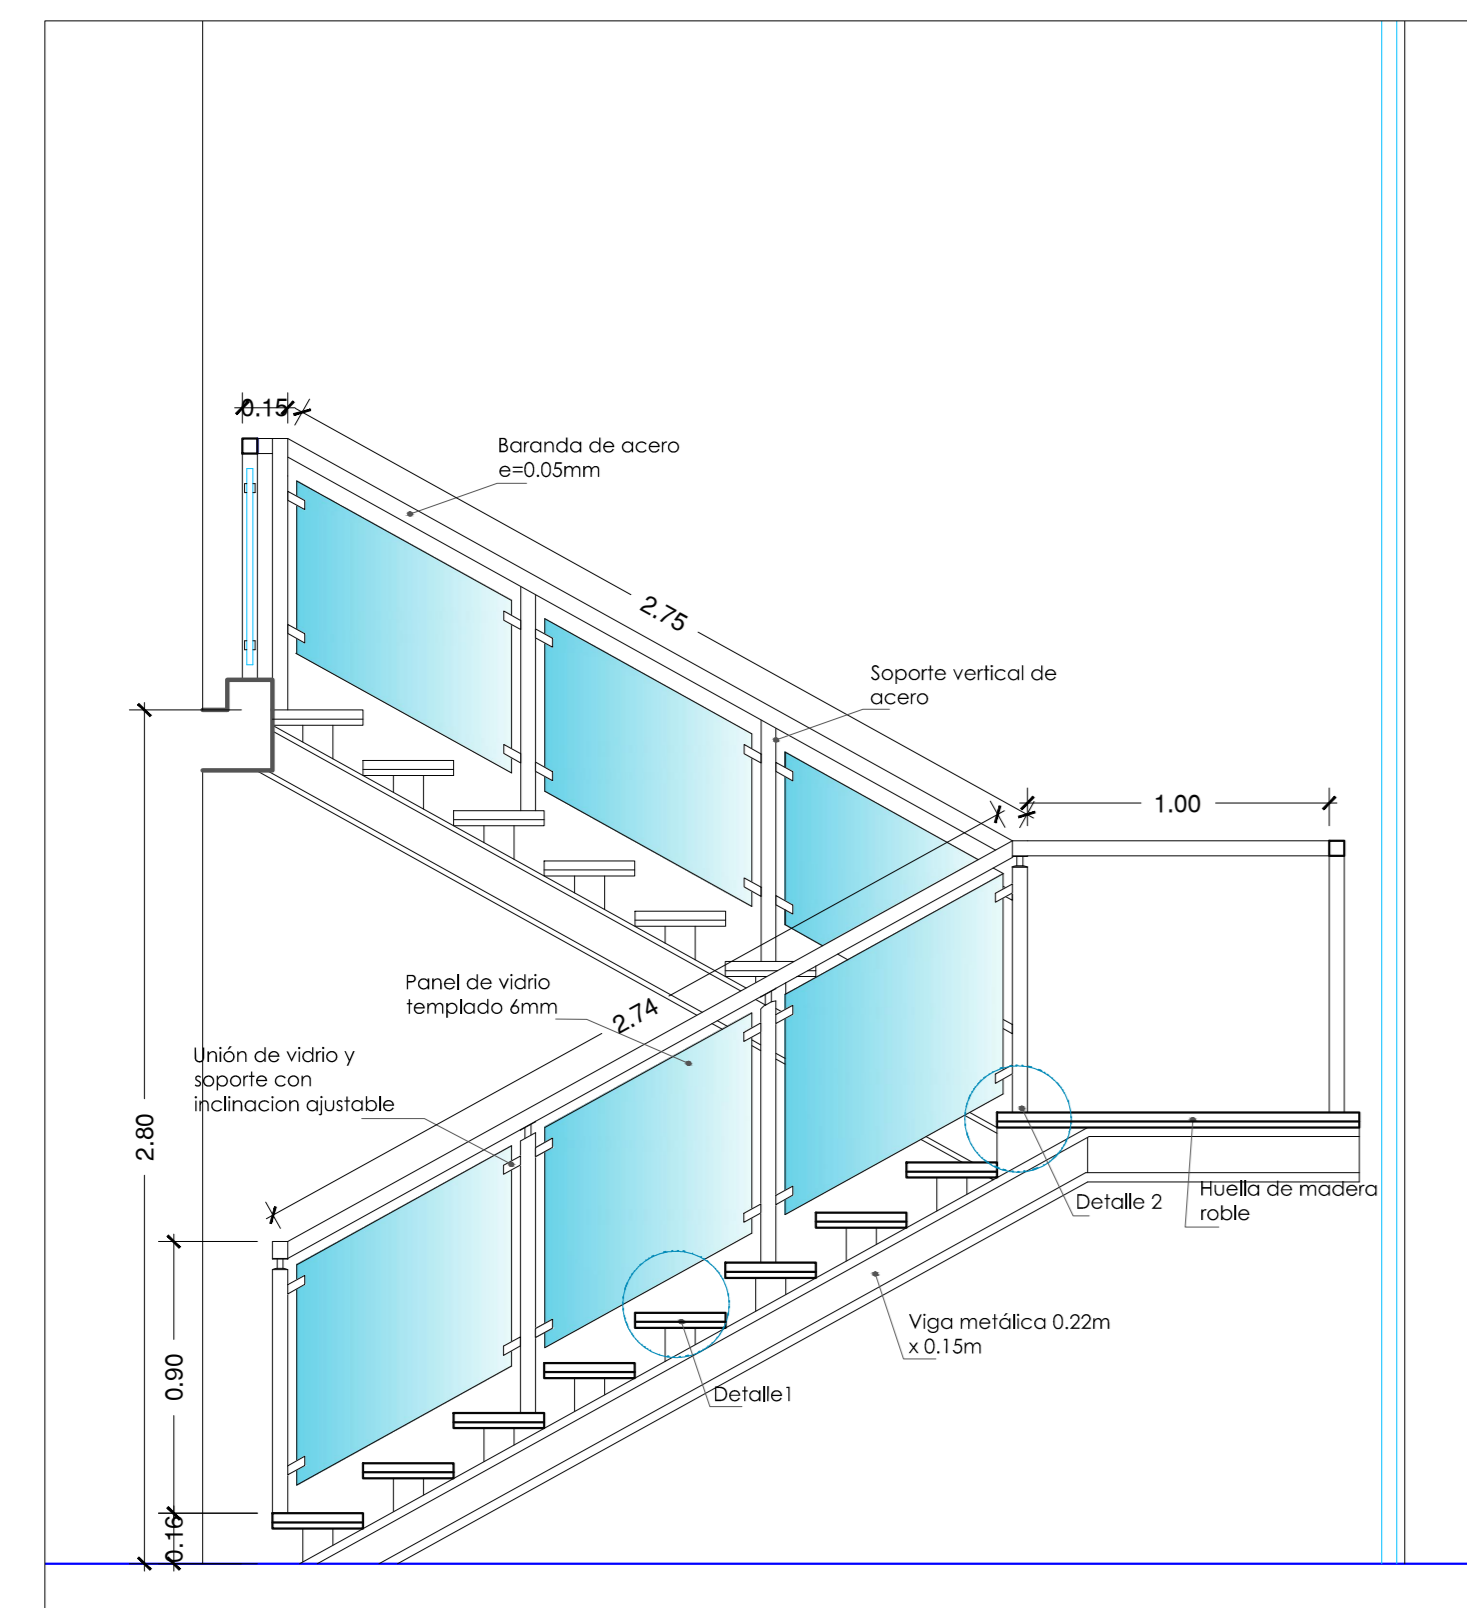 0.15
Baranda de acero
e=0.05mm
2.75
Soporte vertical de
acero
1.00
Panel de vidrio
templado 6mm
2.74
Unión de vidrio y
soporte con
inclinacion ajustable
2.80
Detalle 2
Huella de madera
roble
Viga metálica 0.22m
x 0.15m
0.90
Detalle1
0.16